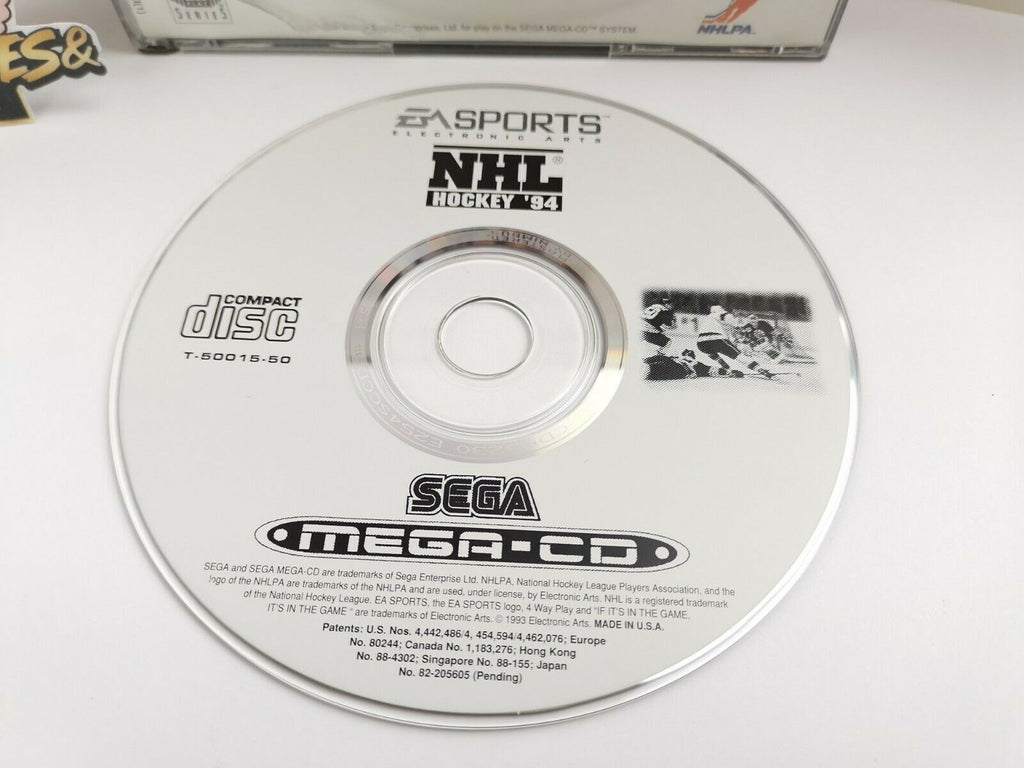 ES&
SERIES
Enterprises, Ltd. for play on the SEGA MEGA-CD™ SYSTEM.
NHLPA
EA SPORTS™
ELECTRONIC ARTS
NHL®
HOCKEY '94
COMPACT
disc
T-50015-50
SEGA
MEGA-CD
SEGA and SEGA MEGA-CD are trademarks of Sega Enterprise Ltd. NHLPA, National Hockey League Players Association, and the
logo of the NHLPA are trademarks of the NHLPA and are used, under license, by Electronic Arts. NHL is a registered trademark
of the National Hockey League. EA SPORTS, the EA SPORTS logo, 4 Way Play and "IF IT'S IN THE GAME,
IT'S IN THE GAME " are trademarks of Electronic Arts. © 1993 Electronic Arts. MADE IN U.S.A.
Patents: U.S. Nos. 4,442,486/4, 454,594/4,462,076; Europe
No. 80244; Canada No. 1,183,276; Hong Kong
No. 88-4302; Singapore No. 88-155; Japan
No. 82-205605 (Pending)